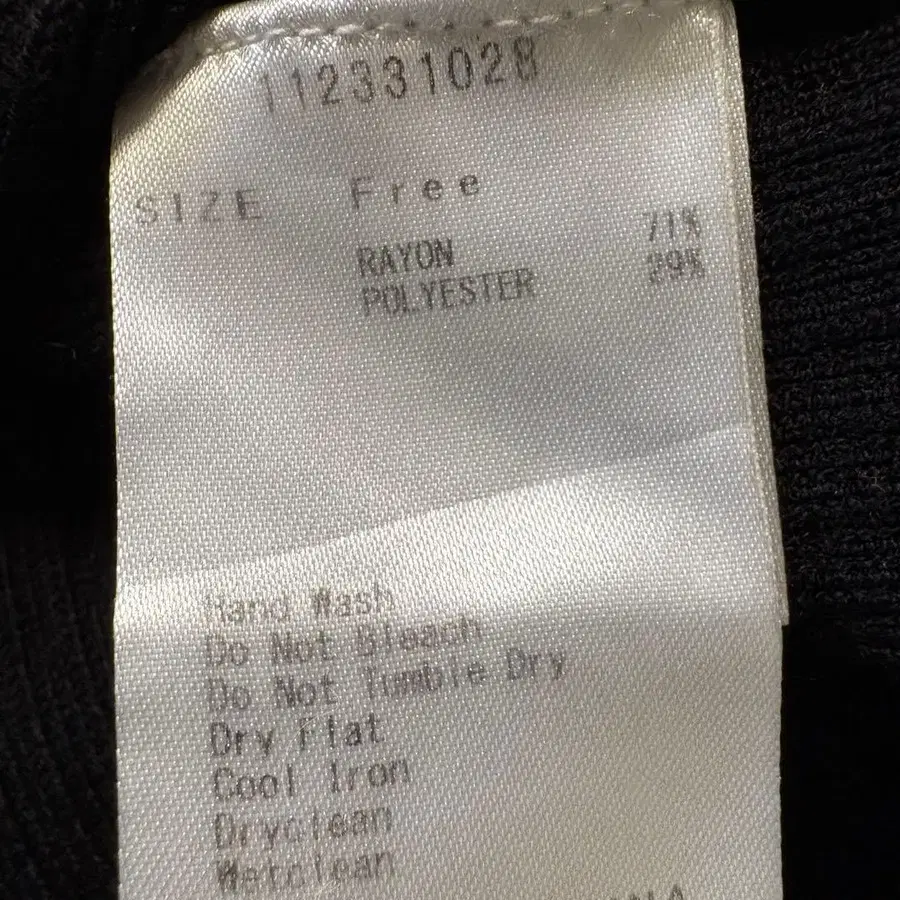 112331028
SIZE Free
RAYON 71%
POLYESTER 29%
Hand Wash
Do Not Bleach
Do Not Tumble Dry
Dry Flat
Cool Iron
Dryclean
Wetclean